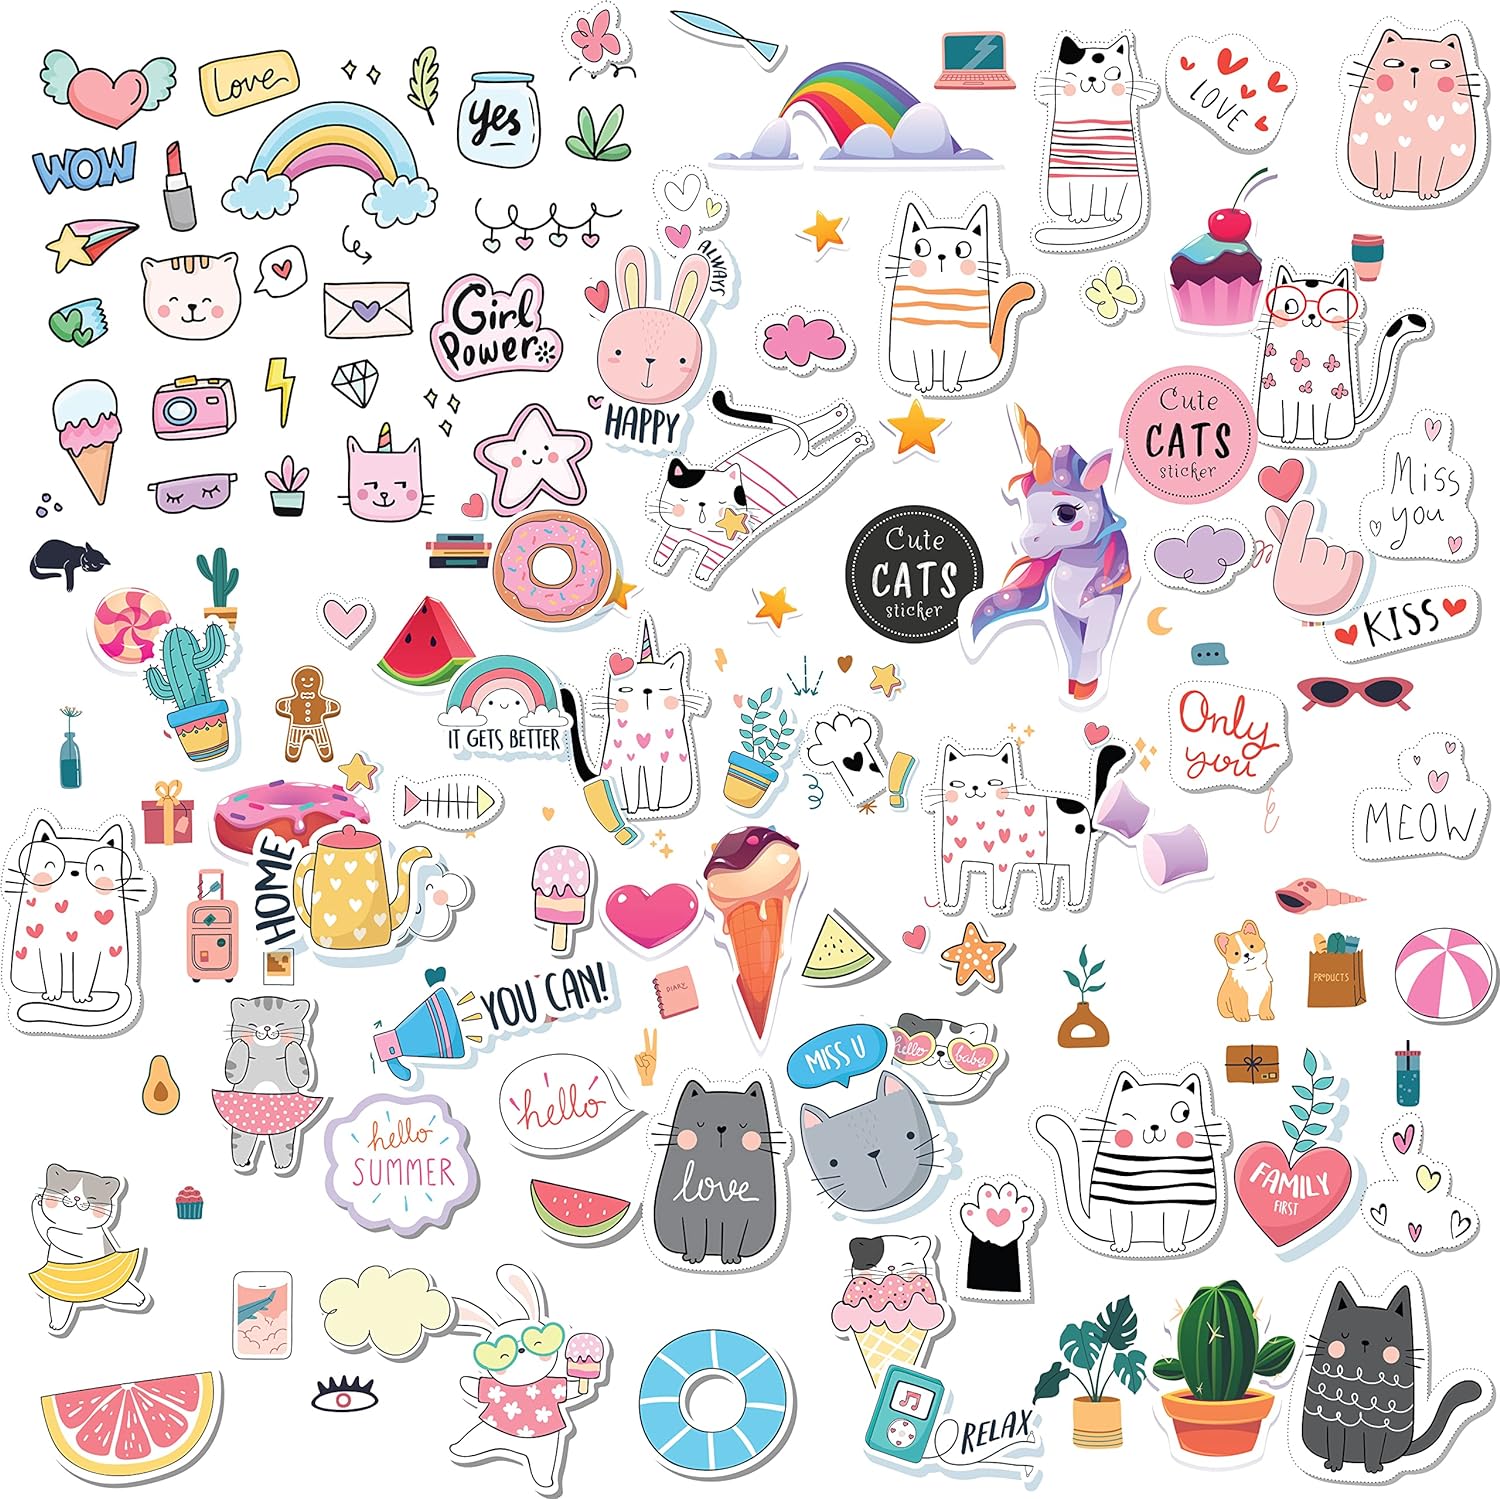 Love
yes
WOW
LOVE
Girl
Power
ALWAYS
HAPPY
Cute
CATS
sticker
Cute
CATS
sticker
Miss
you
KISS
IT GETS BETTER
Only
you
MEOW
HOME
YOU CAN!
DIARY
PRODUCTS
MISS U
hello
baby
hello
hello
SUMMER
love
FAMILY
FIRST
RELAX